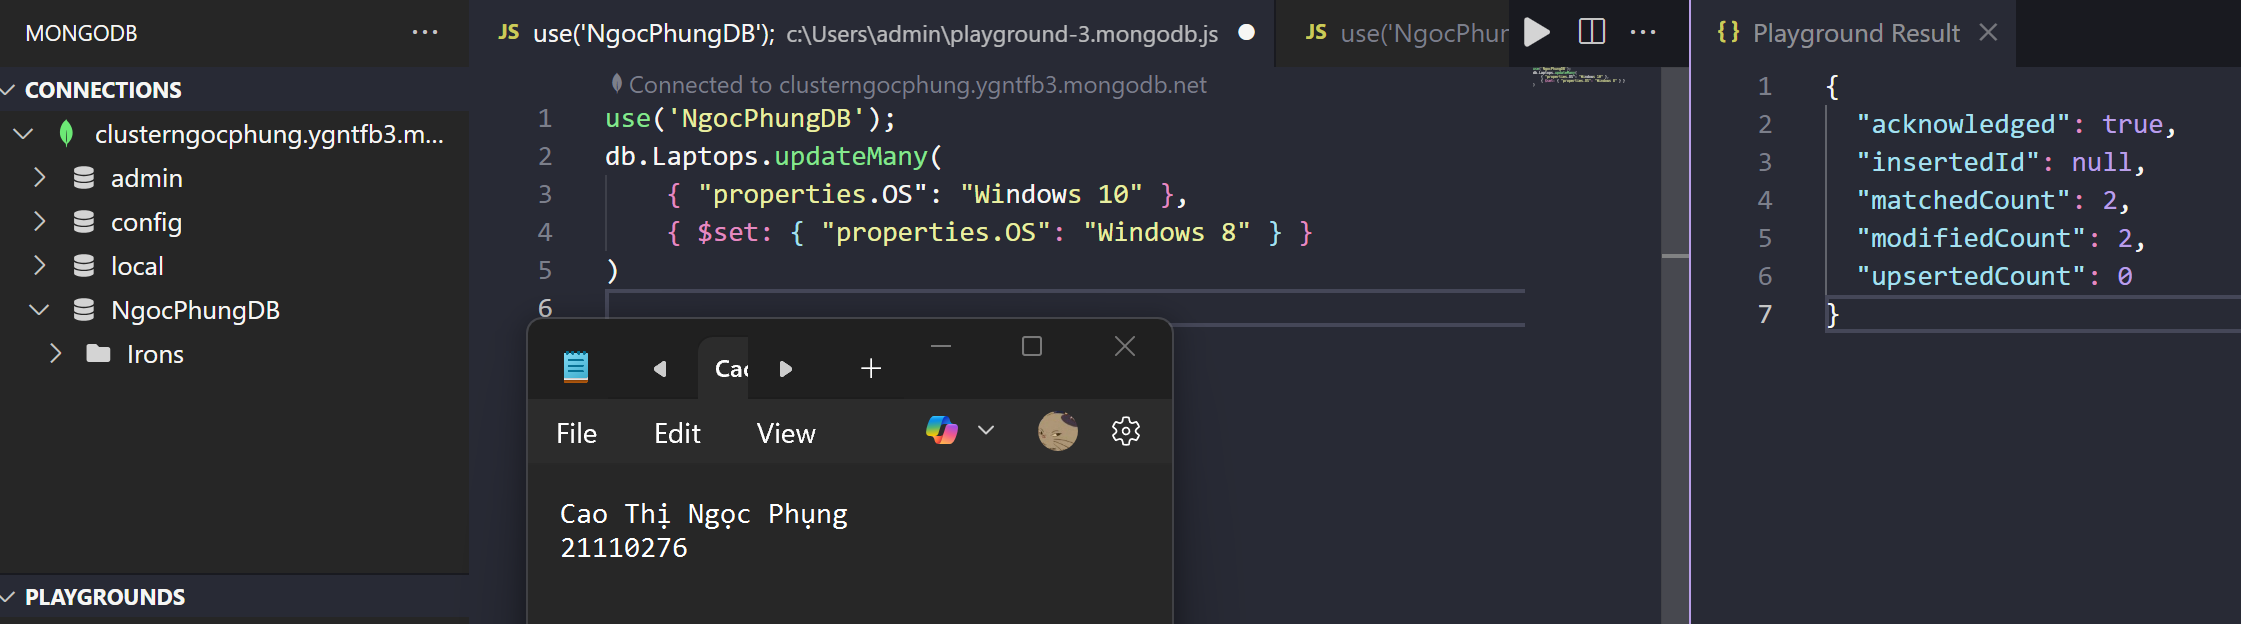 MONGODB ...
CONNECTIONS
clusterngocphung.ygntfb3.m...
admin
config
local
NgocPhungDB
Irons
PLAYGROUNDS
JS use('NgocPhungDB'); c:\Users\admin\playground-3.mongodb.js
JS use('NgocPhun
Connected to clusterngocphung.ygntfb3.mongodb.net
1 use('NgocPhungDB');
2 db.Laptops.updateMany(
3 { "properties.OS": "Windows 10" },
4 { $set: { "properties.OS": "Windows 8" } }
5 )
6
Cao
File Edit View
Cao Thị Ngọc Phụng
21110276
{} Playground Result
1 {
2 "acknowledged": true,
3 "insertedId": null,
4 "matchedCount": 2,
5 "modifiedCount": 2,
6 "upsertedCount": 0
7 }